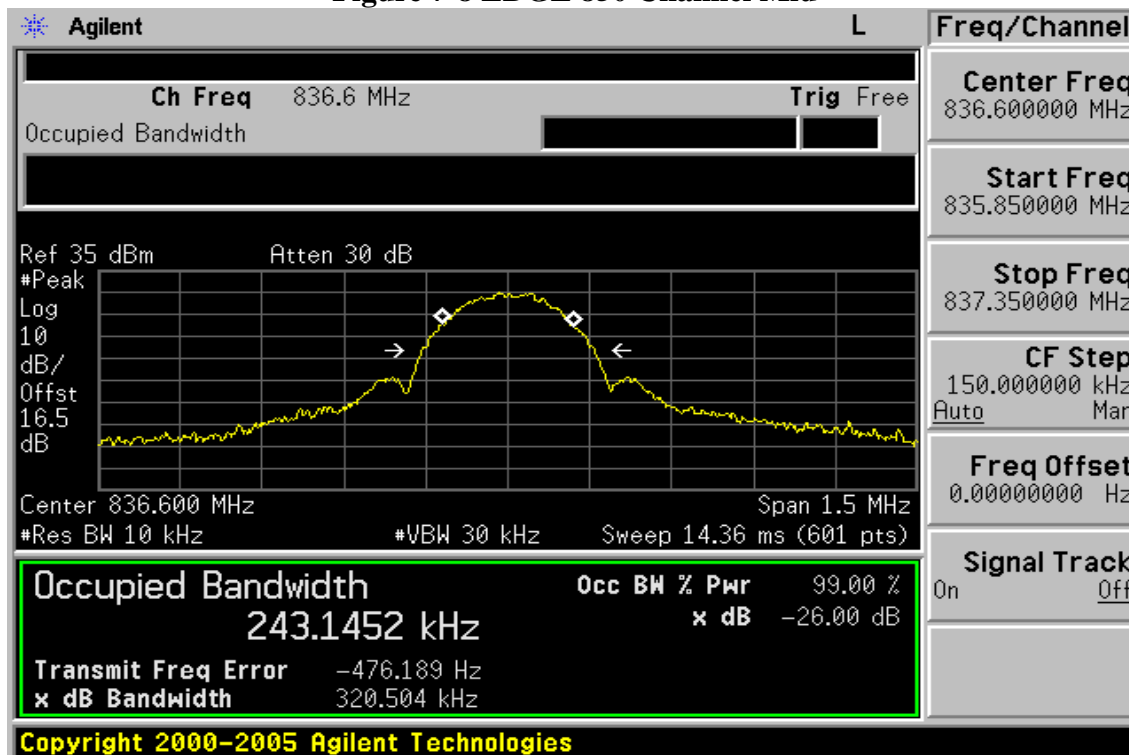 Agilent L Freq/Channel
Ch Freq 836.6 MHz Trig Free
Occupied Bandwidth
Center Freq
836.600000 MHz
Start Freq
835.850000 MHz
Stop Freq
837.350000 MHz
CF Step
150.000000 kHz
Auto Man
Freq Offset
0.00000000 Hz
Signal Track
On Off
Ref 35 dBm Atten 30 dB
#Peak
Log
10
dB/
Offst
16.5
dB
Center 836.600 MHz Span 1.5 MHz
#Res BW 10 kHz #VBW 30 kHz Sweep 14.36 ms (601 pts)
Occupied Bandwidth
243.1452 kHz
Occ BW % Pwr 99.00 %
x dB -26.00 dB
Transmit Freq Error -476.189 Hz
x dB Bandwidth 320.504 kHz
Copyright 2000-2005 Agilent Technologies